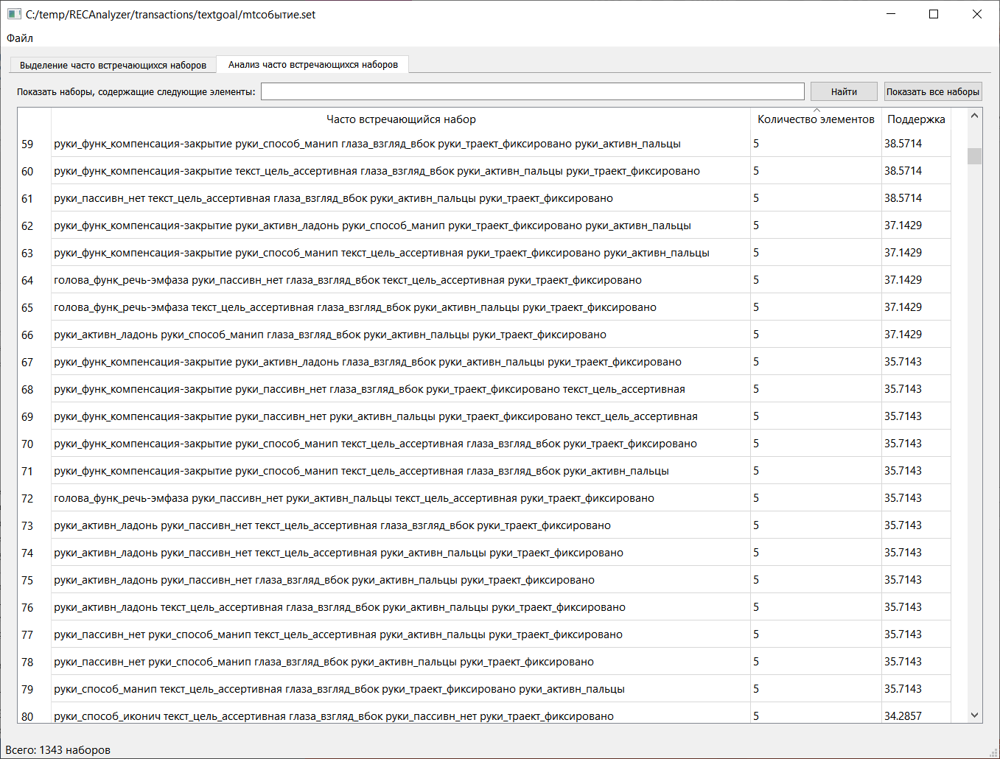 C:/temp/RECAnalyzer/transactions/textgoal/mtсобытие.set
Файл
Выделение часто встречающихся наборов Анализ часто встречающихся наборов
Показать наборы, содержащие следующие элементы: Найти Показать все наборы
Часто встречающийся набор Количество элементов Поддержка
59 руки_функ_компенсация-закрытие руки_способ_манип глаза_взгляд_вбок руки_траект_фиксировано руки_активн_пальцы 5 38.5714
60 руки_функ_компенсация-закрытие текст_цель_ассертивная глаза_взгляд_вбок руки_активн_пальцы руки_траект_фиксировано 5 38.5714
61 руки_пассивн_нет текст_цель_ассертивная глаза_взгляд_вбок руки_активн_пальцы руки_траект_фиксировано 5 38.5714
62 руки_функ_компенсация-закрытие руки_активн_ладонь руки_способ_манип руки_траект_фиксировано руки_активн_пальцы 5 37.1429
63 руки_функ_компенсация-закрытие руки_способ_манип текст_цель_ассертивная руки_траект_фиксировано руки_активн_пальцы 5 37.1429
64 голова_функ_речь-эмфаза руки_пассивн_нет глаза_взгляд_вбок текст_цель_ассертивная руки_траект_фиксировано 5 37.1429
65 голова_функ_речь-эмфаза текст_цель_ассертивная глаза_взгляд_вбок руки_активн_пальцы руки_траект_фиксировано 5 37.1429
66 руки_активн_ладонь руки_способ_манип глаза_взгляд_вбок руки_активн_пальцы руки_траект_фиксировано 5 37.1429
67 руки_функ_компенсация-закрытие руки_активн_ладонь глаза_взгляд_вбок руки_активн_пальцы руки_траект_фиксировано 5 35.7143
68 руки_функ_компенсация-закрытие руки_пассивн_нет глаза_взгляд_вбок руки_траект_фиксировано текст_цель_ассертивная 5 35.7143
69 руки_функ_компенсация-закрытие руки_пассивн_нет руки_активн_пальцы руки_траект_фиксировано текст_цель_ассертивная 5 35.7143
70 руки_функ_компенсация-закрытие руки_способ_манип текст_цель_ассертивная глаза_взгляд_вбок руки_траект_фиксировано 5 35.7143
71 руки_функ_компенсация-закрытие руки_способ_манип текст_цель_ассертивная глаза_взгляд_вбок руки_активн_пальцы 5 35.7143
72 голова_функ_речь-эмфаза руки_пассивн_нет руки_активн_пальцы текст_цель_ассертивная руки_траект_фиксировано 5 35.7143
73 руки_активн_ладонь руки_пассивн_нет текст_цель_ассертивная глаза_взгляд_вбок руки_траект_фиксировано 5 35.7143
74 руки_активн_ладонь руки_пассивн_нет текст_цель_ассертивная руки_активн_пальцы руки_траект_фиксировано 5 35.7143
75 руки_активн_ладонь руки_пассивн_нет глаза_взгляд_вбок руки_активн_пальцы руки_траект_фиксировано 5 35.7143
76 руки_активн_ладонь текст_цель_ассертивная глаза_взгляд_вбок руки_активн_пальцы руки_траект_фиксировано 5 35.7143
77 руки_пассивн_нет руки_способ_манип текст_цель_ассертивная руки_активн_пальцы руки_траект_фиксировано 5 35.7143
78 руки_пассивн_нет руки_способ_манип глаза_взгляд_вбок руки_активн_пальцы руки_траект_фиксировано 5 35.7143
79 руки_способ_манип текст_цель_ассертивная глаза_взгляд_вбок руки_траект_фиксировано руки_активн_пальцы 5 35.7143
80 руки_способ_иконич текст_цель_ассертивная глаза_взгляд_вбок руки_пассивн_нет руки_траект_фиксировано 5 34.2857
Всего: 1343 наборов